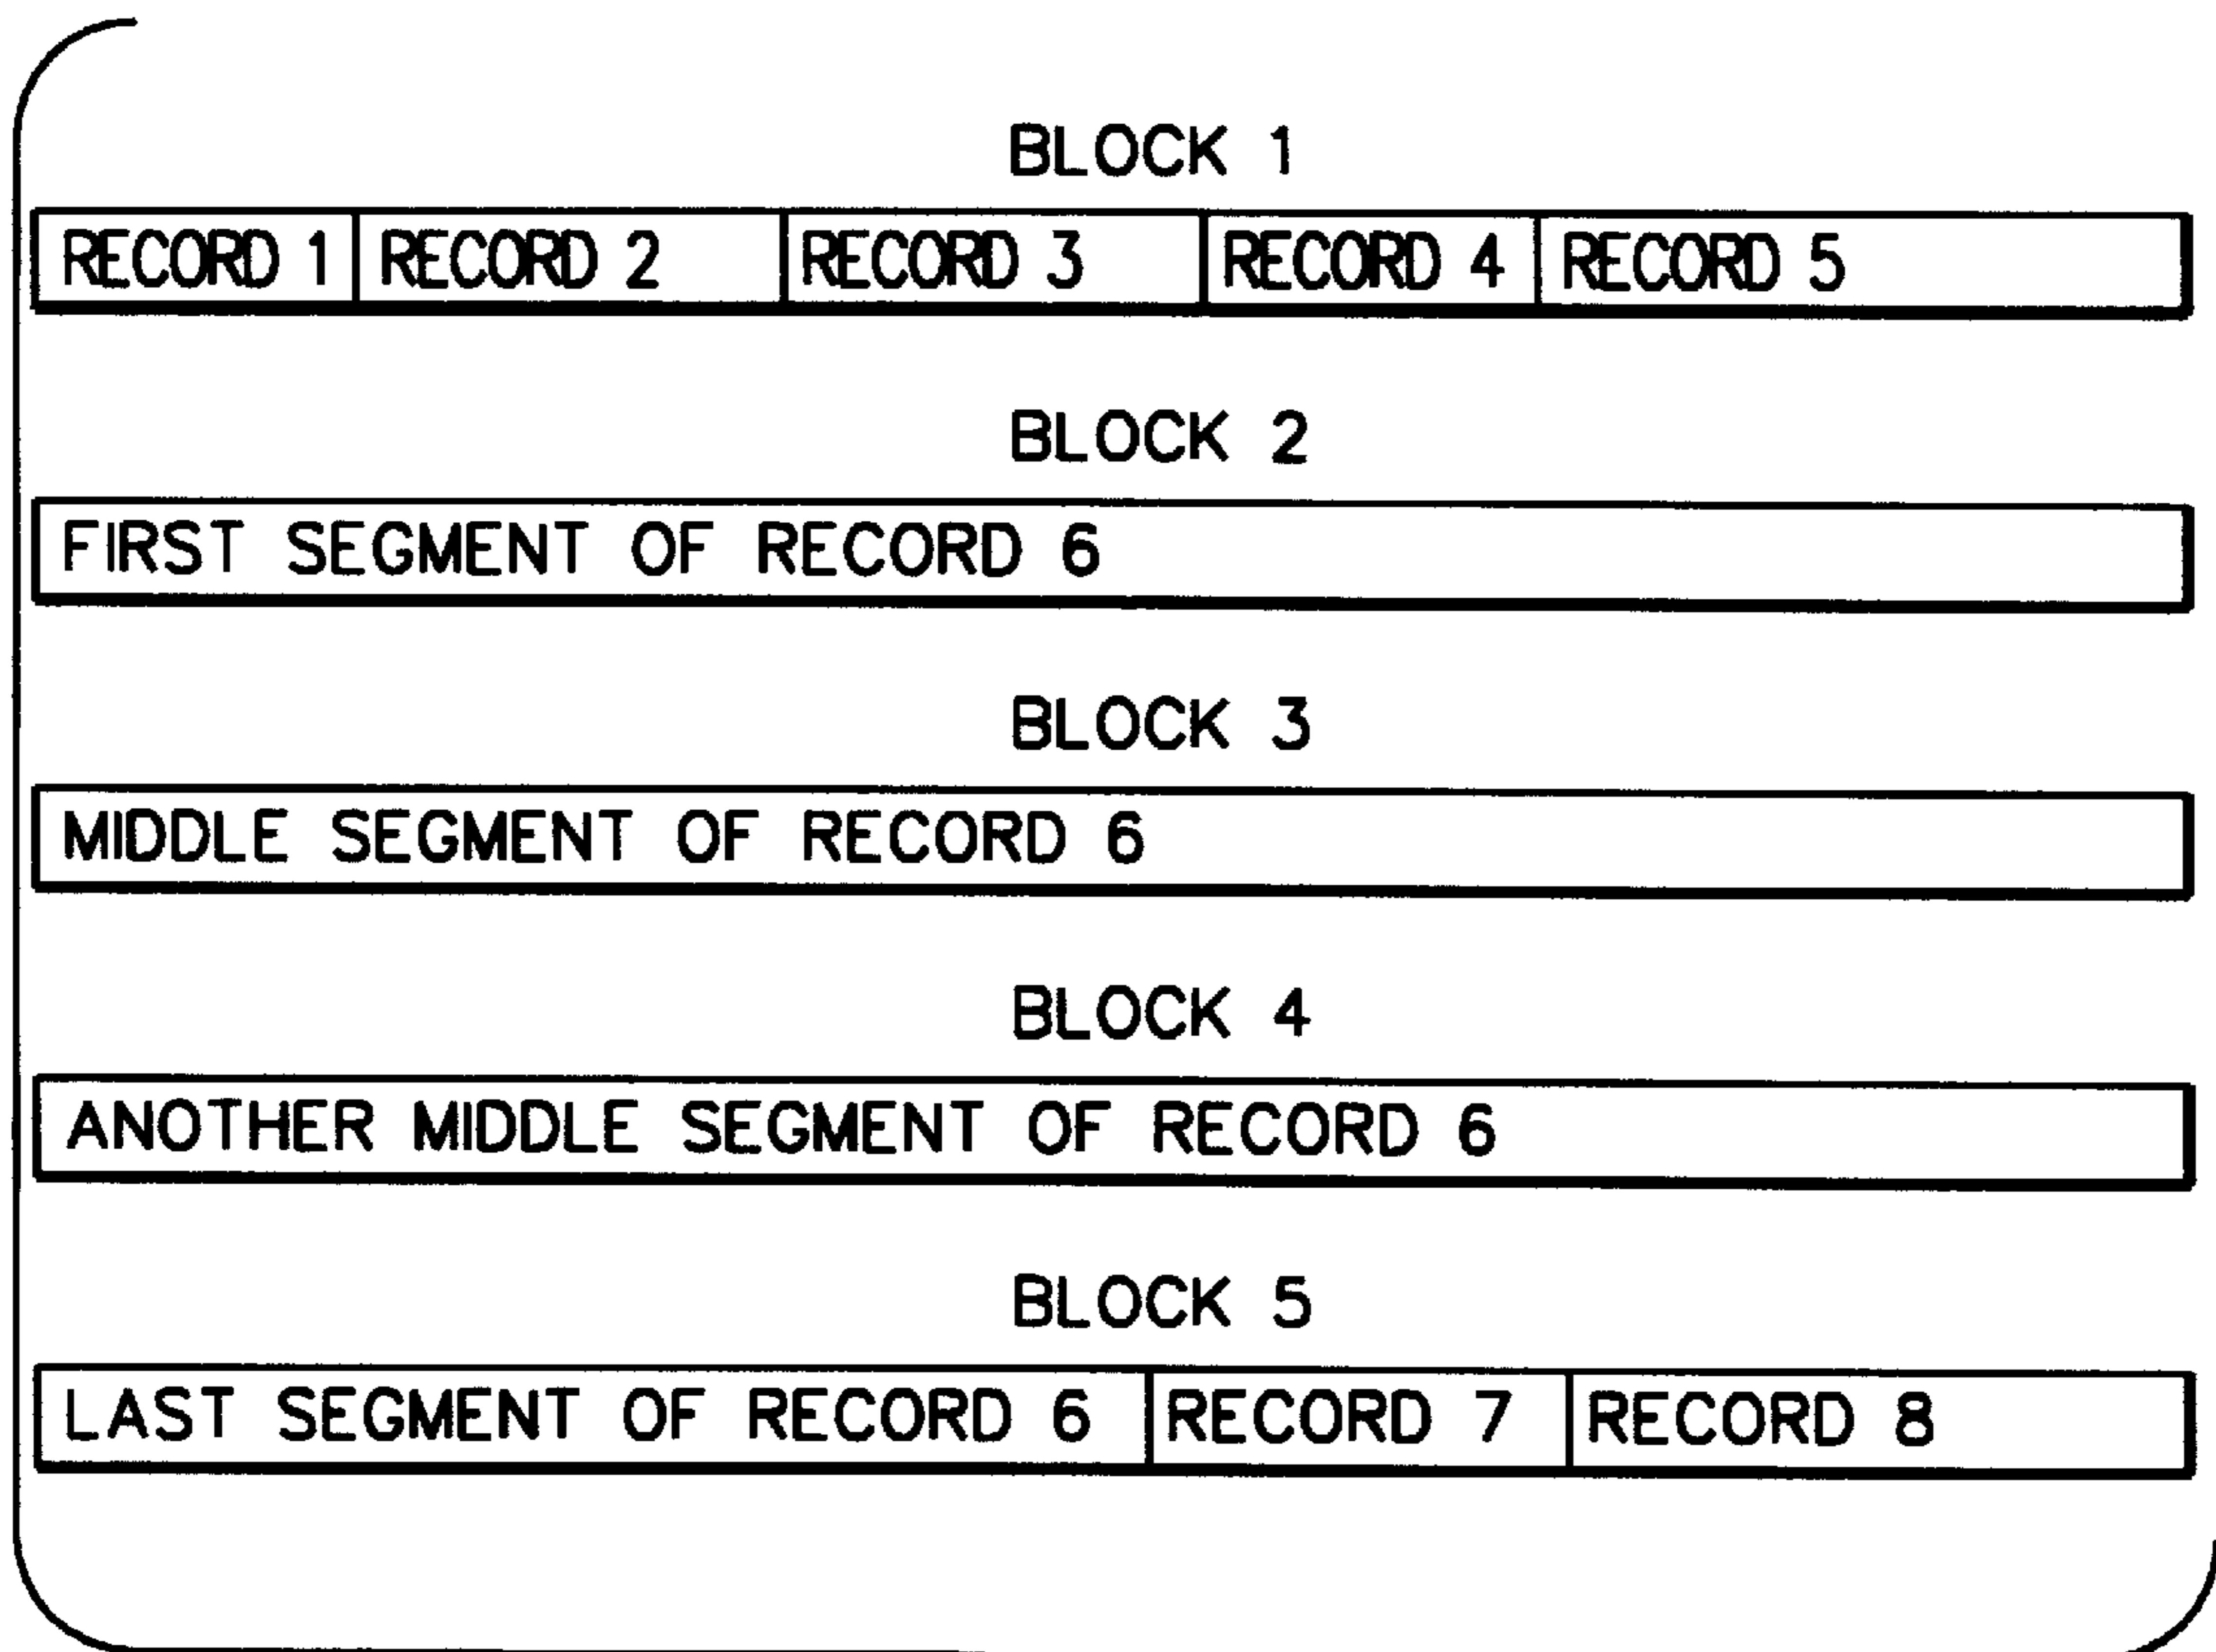 BLOCK 1
RECORD 1 RECORD 2 RECORD 3 RECORD 4 RECORD 5
BLOCK 2
FIRST SEGMENT OF RECORD 6
BLOCK 3
MIDDLE SEGMENT OF RECORD 6
BLOCK 4
ANOTHER MIDDLE SEGMENT OF RECORD 6
BLOCK 5
LAST SEGMENT OF RECORD 6 RECORD 7 RECORD 8